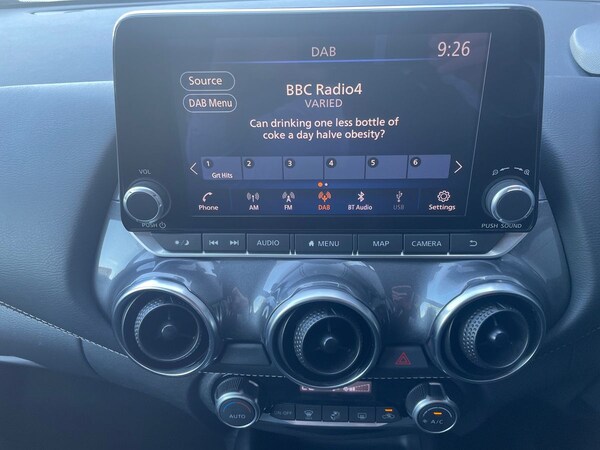 DAB 9:26
Source
BBC Radio4
DAB Menu
VARIED
Can drinking one less bottle of
coke a day halve obesity?
1 2 3 4 5 6
Grt Hits
VOL
Phone AM FM DAB BT Audio USB Settings
PUSH
PUSH SOUND
AUDIO MENU MAP CAMERA
AUTO
A/C